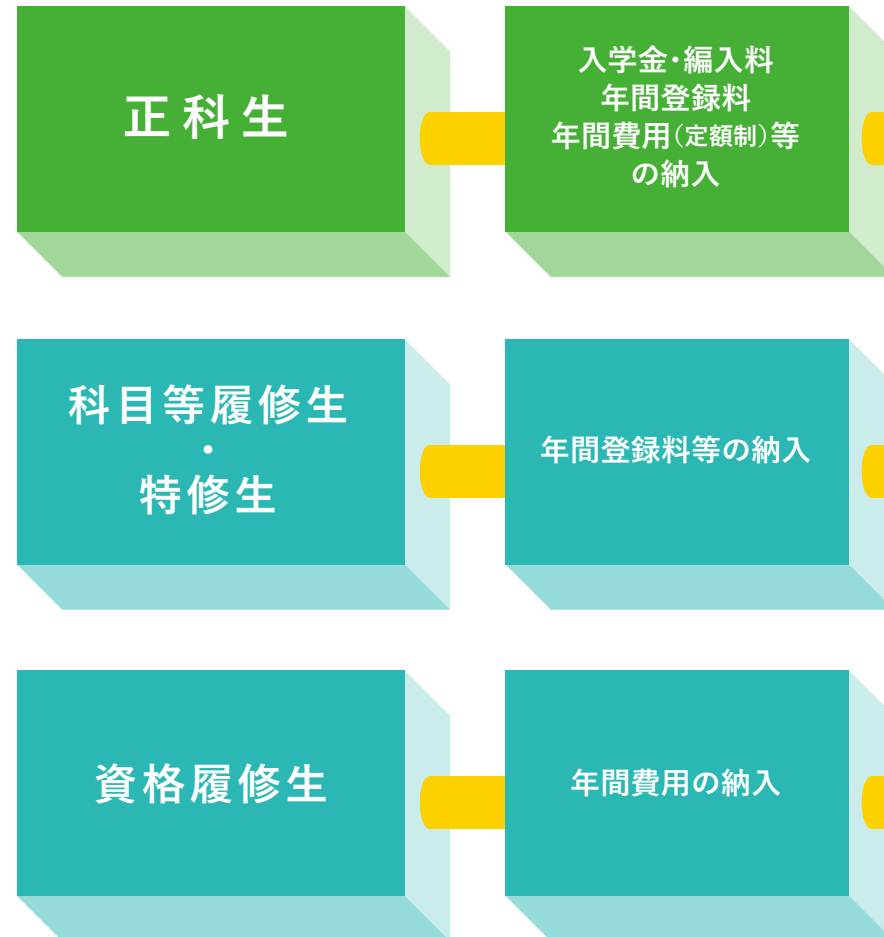 正科生
入学金・編入料
年間登録料
年間費用(定額制)等
の納入
科目等履修生
・
特修生
年間登録料等の納入
資格履修生
年間費用の納入